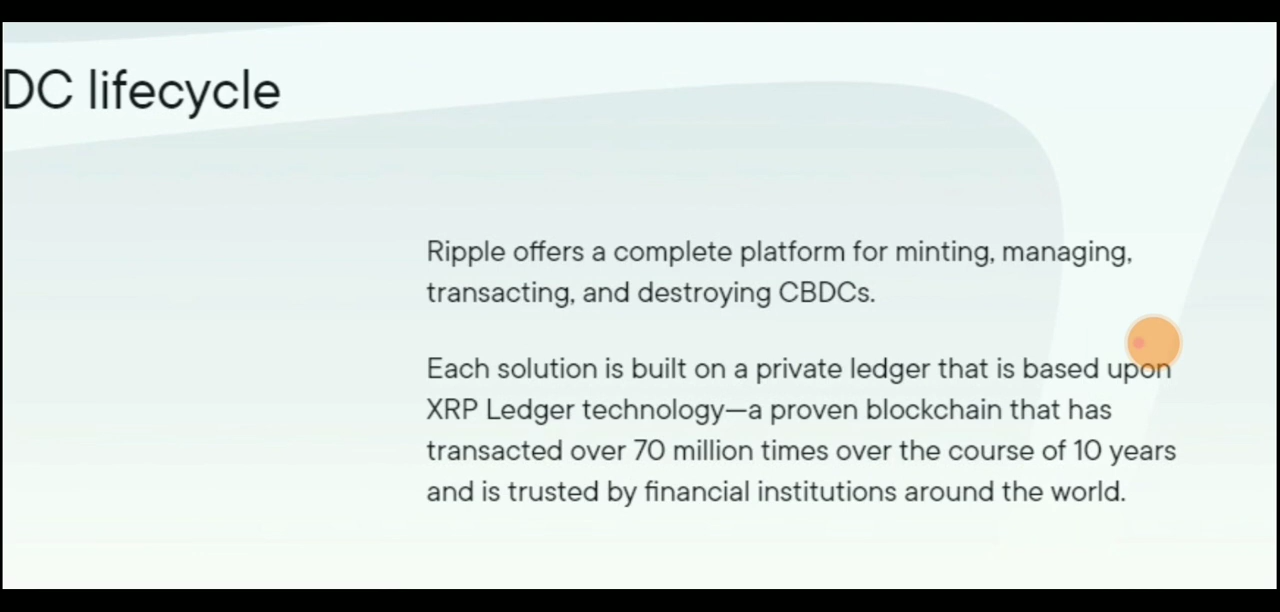 DC lifecycle
Ripple offers a complete platform for minting, managing,
transacting, and destroying CBDCs.
Each solution is built on a private ledger that is based upon
XRP Ledger technology—a proven blockchain that has
transacted over 70 million times over the course of 10 years
and is trusted by financial institutions around the world.